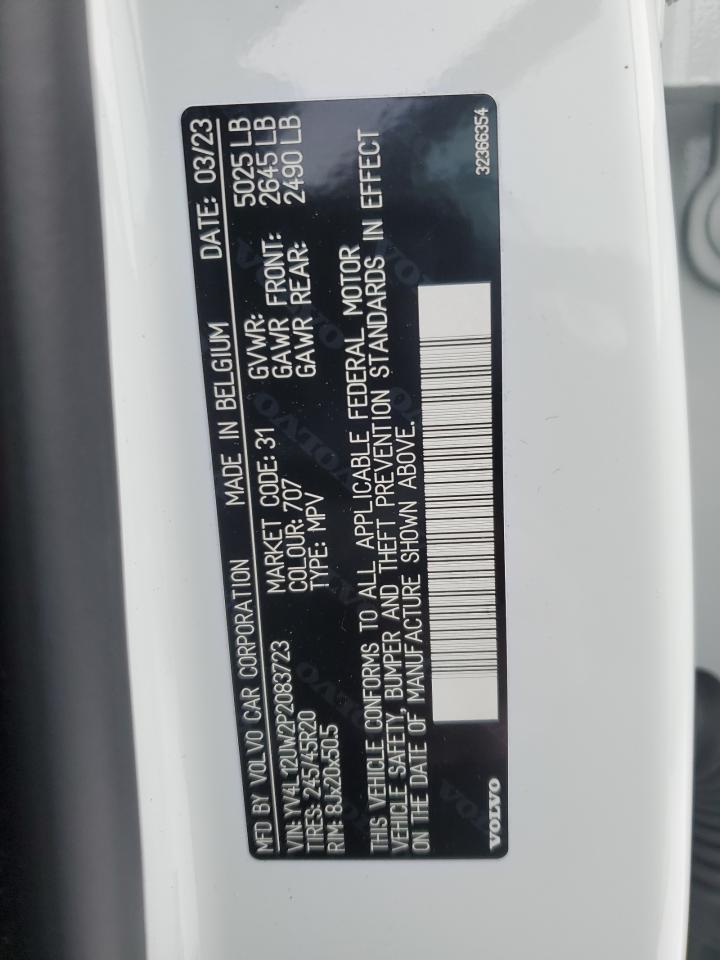 MFD BY VOLVO CAR CORPORATION MADE IN BELGIUM DATE: 03/23
VIN: YV4L12UW2P2083723 MARKET CODE: 31 GVWR: 5025 LB
TIRES: 245/45R20 COLOUR: 707 GAWR FRONT: 2645 LB
RIM: 8Jx20x50.5 TYPE: MPV GAWR REAR: 2490 LB
THIS VEHICLE CONFORMS TO ALL APPLICABLE FEDERAL MOTOR
VEHICLE SAFETY, BUMPER AND THEFT PREVENTION STANDARDS IN EFFECT
ON THE DATE OF MANUFACTURE SHOWN ABOVE.
VOLVO 32366354